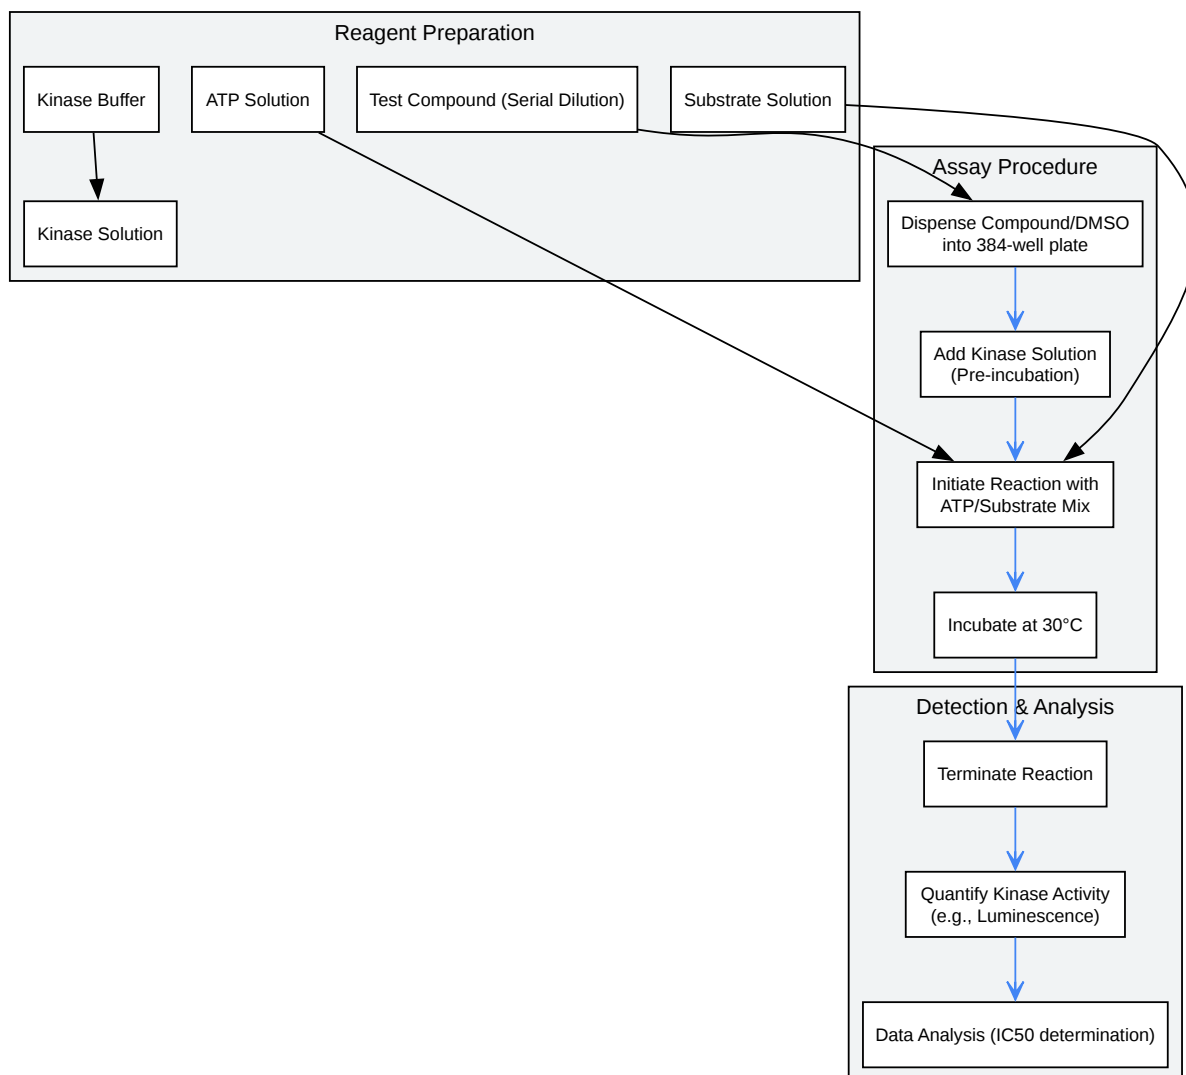 Reagent Preparation
Kinase Buffer
ATP Solution
Test Compound (Serial Dilution)
Substrate Solution
Kinase Solution
Assay Procedure
Dispense Compound/DMSO
into 384-well plate
Add Kinase Solution
(Pre-incubation)
Initiate Reaction with
ATP/Substrate Mix
Incubate at 30°C
Detection & Analysis
Terminate Reaction
Quantify Kinase Activity
(e.g., Luminescence)
Data Analysis (IC50 determination)